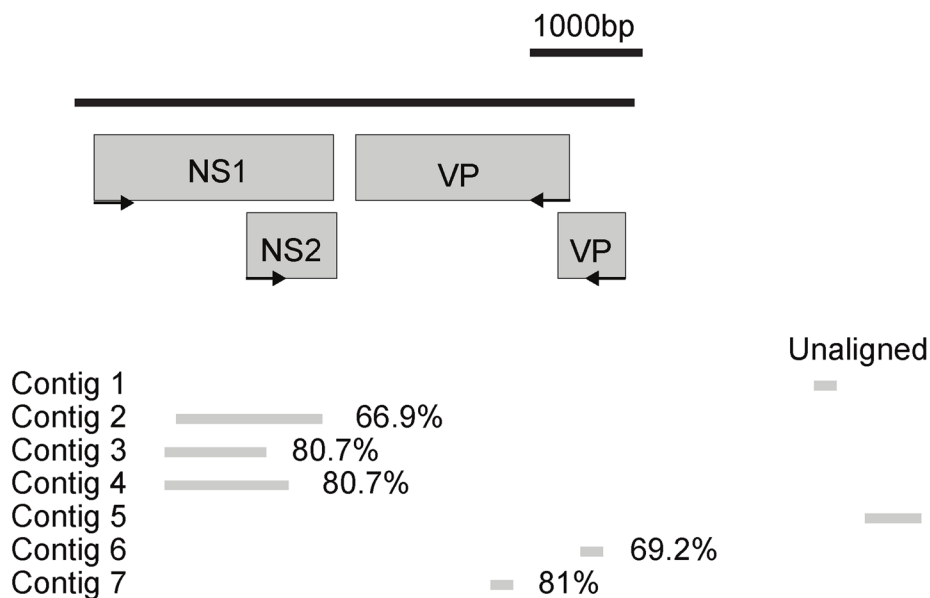 1000bp
NS1
VP
NS2
VP
Unaligned
Contig 1
Contig 2 66.9%
Contig 3 80.7%
Contig 4 80.7%
Contig 5
Contig 6 69.2%
Contig 7 81%